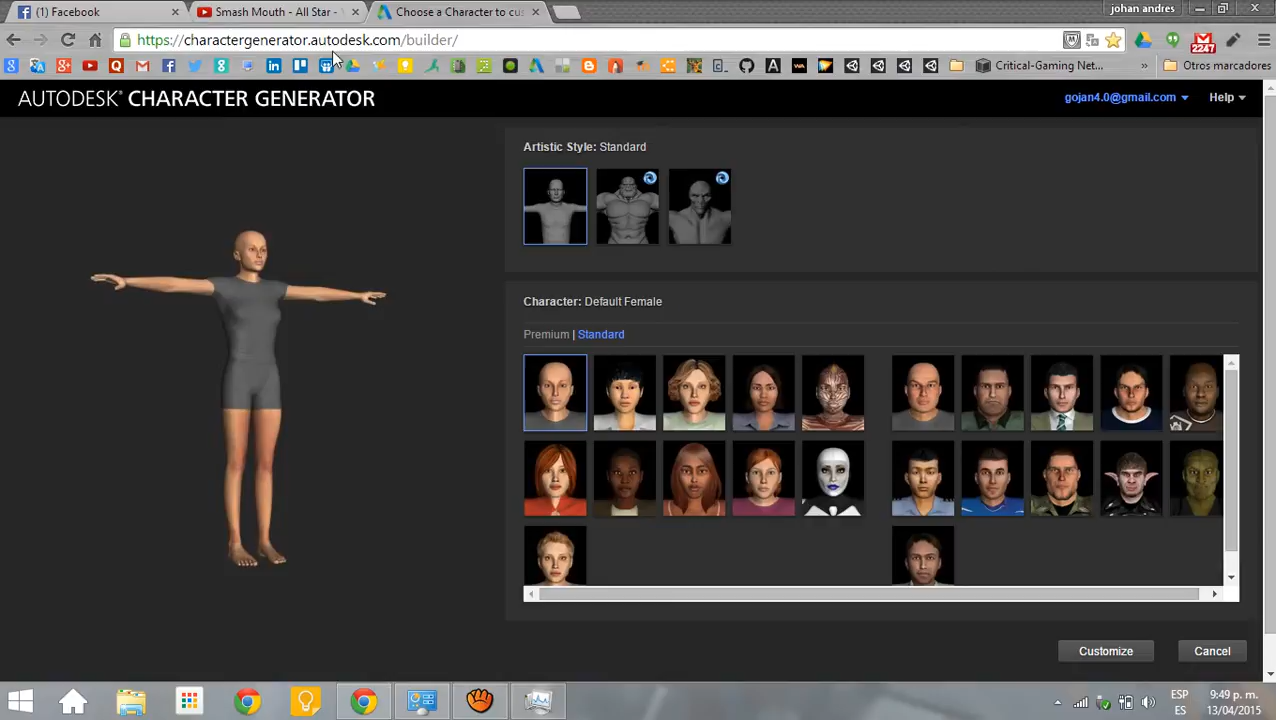 (1) Facebook
Smash Mouth - All Star -
Choose a Character to cus
johan andres
https://charactergenerator.autodesk.com/builder/
2247
Critical-Gaming Net...
»
Otros marcadores
AUTODESK® CHARACTER GENERATOR
gojan4.0@gmail.com
Help
Artistic Style: Standard
Character: Default Female
Premium | Standard
Customize
Cancel
ESP
ES
9:49 p. m.
13/04/2015